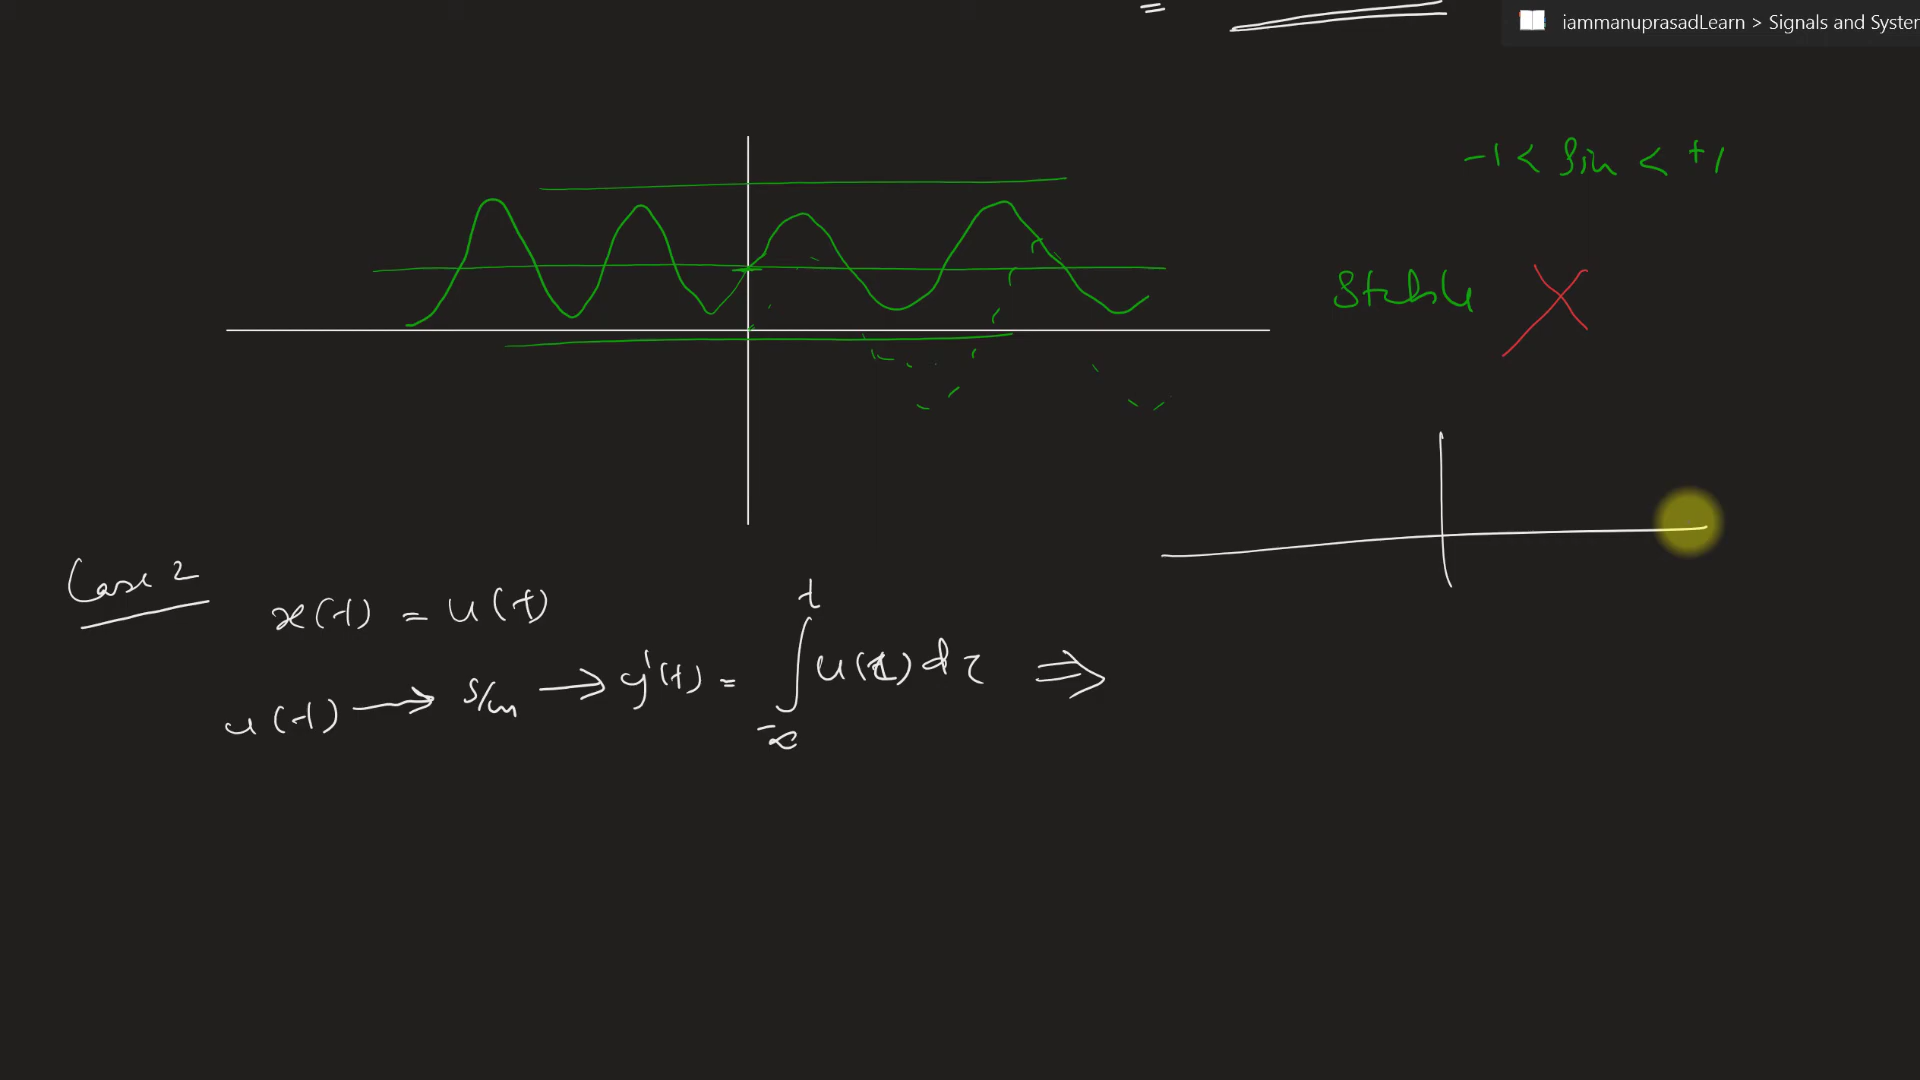 =
iammanuprasadLearn > Signals and Syster
-1 < Sin < +1
Stable
Case 2
x(t) = u(t)
u(t) → S/m → y'(t) = ∫_{-∞}^{t} u(τ) dτ ⇒